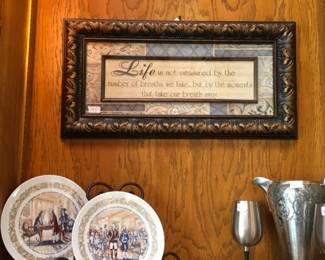 Life is not measured by the
number of breaths we take, but by the moments
that take our breath away